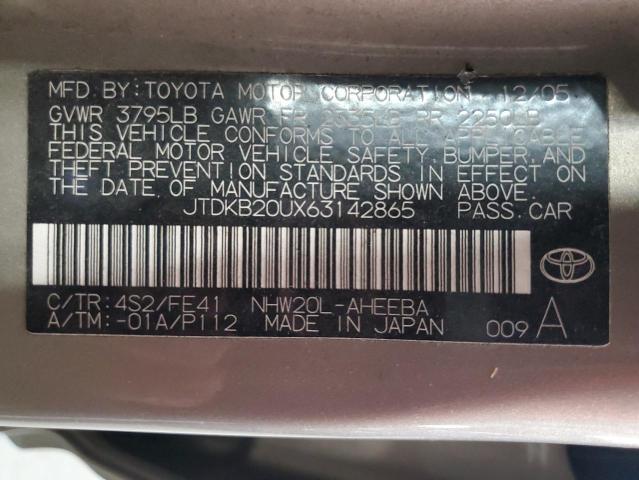 MFD BY: TOYOTA MOTOR CORPORATION 12/05
GVWR 3795LB GAWR FR 2335LB RR 2250LB
THIS VEHICLE CONFORMS TO ALL APPLICABLE
FEDERAL MOTOR VEHICLE SAFETY, BUMPER, AND
THEFT PREVENTION STANDARDS IN EFFECT ON
THE DATE OF MANUFACTURE SHOWN ABOVE.
JTDKB20UX63142865 PASS. CAR
C/TR: 4S2/FE41 NHW20L-AHEEBA
A/TM: -01A/P112 MADE IN JAPAN 009 A